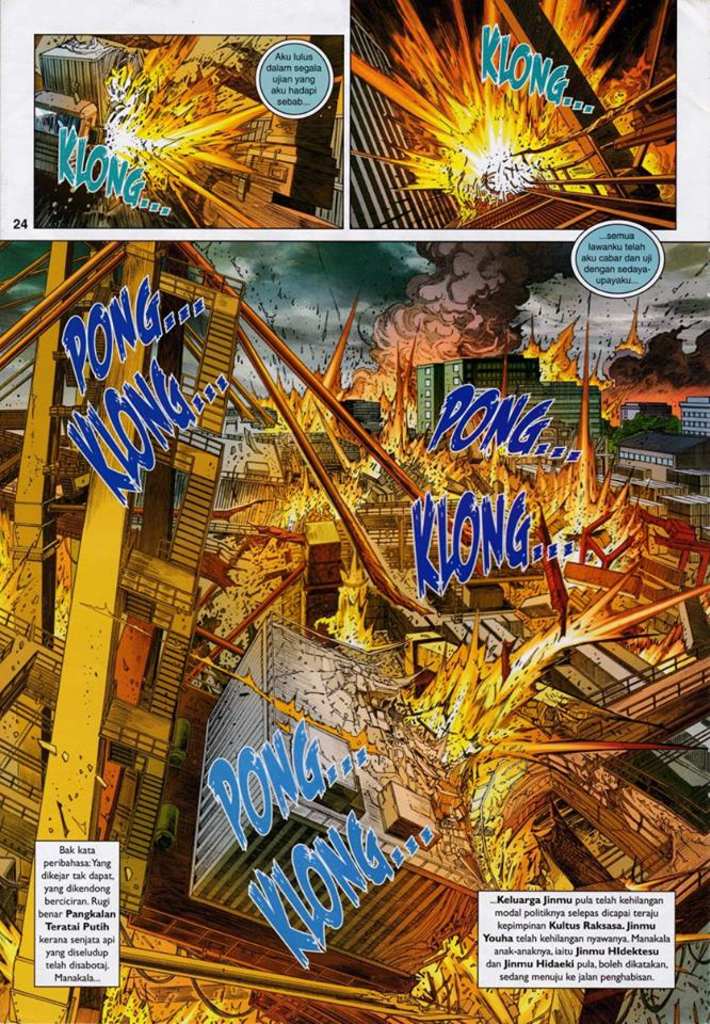 Aku lulus
dalam segala
ujian yang
aku hadapi
sebab...
KLONG...
KLONG...
24
...semua
lawanku telah
aku cabar dan uji
dengan sedaya-
upayaku...
PONG...
KLONG...
PONG...
KLONG...
PONG...
KLONG...
Bak kata
peribahasa: Yang
dikejar tak dapat,
yang dikendong
berciciran. Rugi
benar Pangkalan
Teratai Putih
kerana senjata api
yang diseludup
telah disabotaj.
Manakala...
...Keluarga Jinmu pula telah kehilangan
modal politiknya selepas dicapai teraju
kepimpinan Kultus Raksasa. Jinmu
Youha telah kehilangan nyawanya. Manakala
anak-anaknya, iaitu Jinmu HIdektesu
dan Jinmu Hidaeki pula, boleh dikatakan,
sedang menuju ke jalan penghabisan.